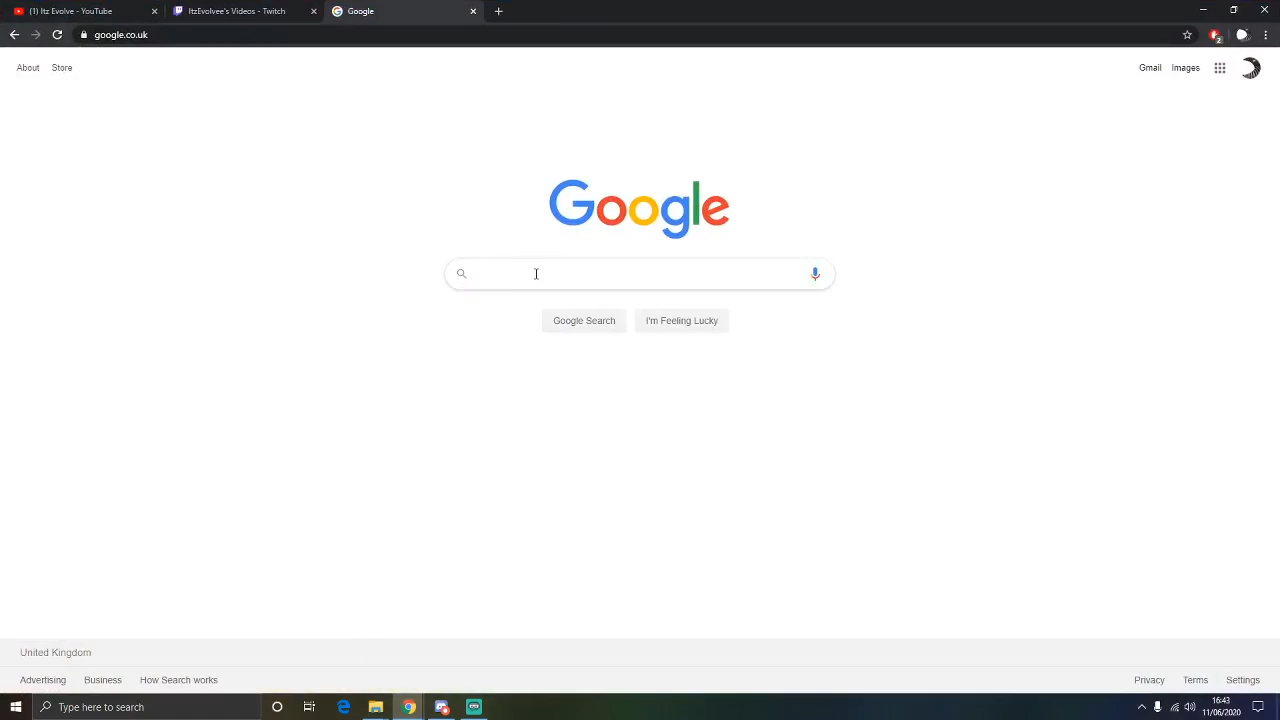 (1) Itz Evolve - YouTube
ItzEvolvee's Videos - Twitch
Google
google.co.uk
2
About Store
Gmail Images
Google
Google Search
I'm Feeling Lucky
United Kingdom
Advertising Business How Search works
Privacy Terms Settings
Type here to search
16:43
11/06/2020